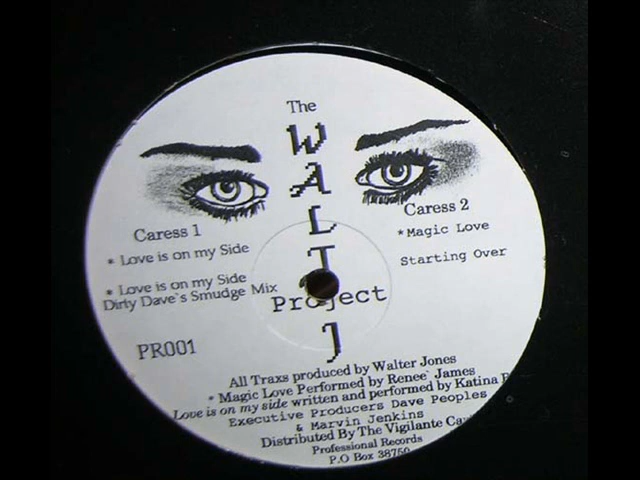 The
WALT J
Project
Caress 1
* Love is on my Side
* Love is on my Side
Dirty Dave`s Smudge Mix
PR001
Caress 2
* Magic Love
Starting Over
All Traxs produced by Walter Jones
* Magic Love Performed by Renee` James
Love is on my side written and performed by Katina
Executive Producers Dave Peoples
& Marvin Jenkins
Distributed By The Vigilante
Professional Records
P.O Box 38750